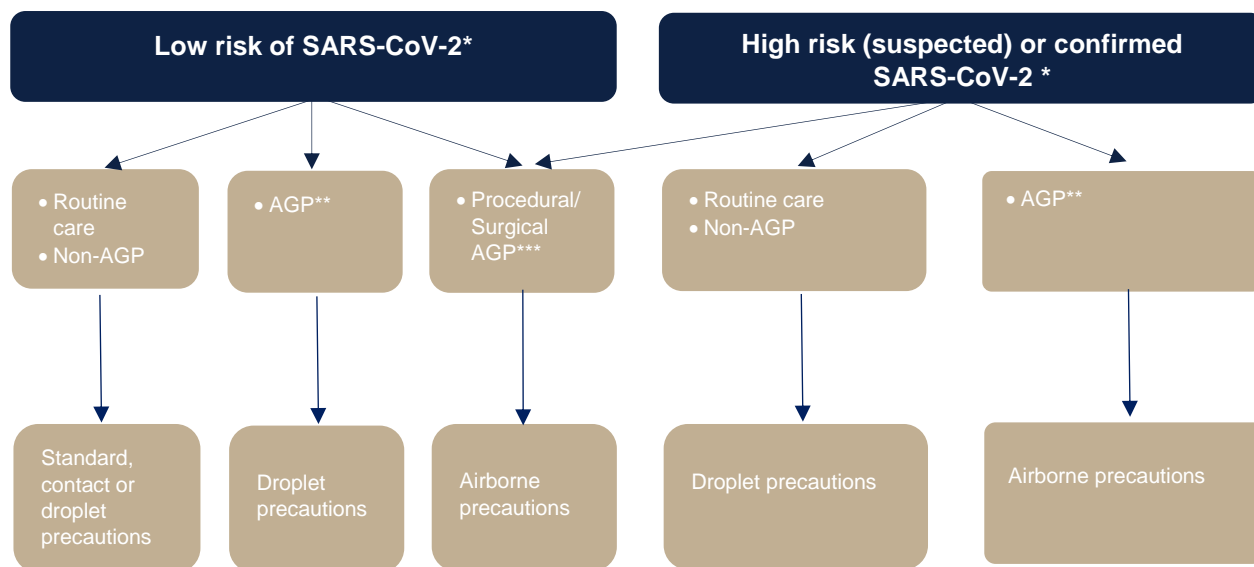 Low risk of SARS-CoV-2*
High risk (suspected) or confirmed
SARS-CoV-2 *
• Routine
care
• Non-AGP
• AGP**
• Procedural/
Surgical
AGP***
• Routine care
• Non-AGP
• AGP**
Standard,
contact or
droplet
precautions
Droplet
precautions
Airborne
precautions
Droplet precautions
Airborne precautions